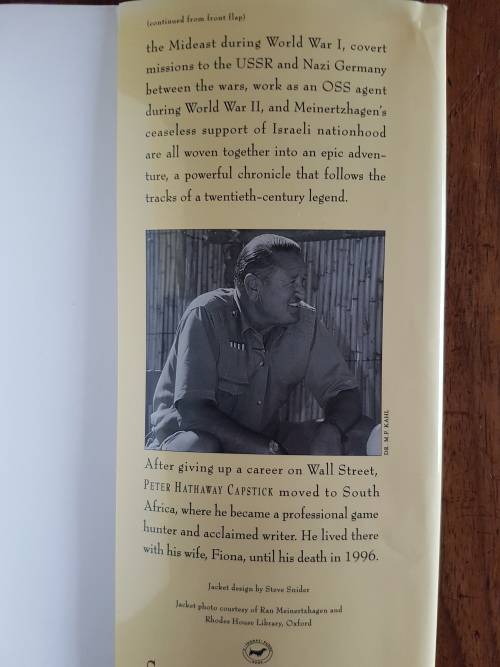 (continued from front flap)
the Mideast during World War I, covert
missions to the USSR and Nazi Germany
between the wars, work as an OSS agent
during World War II, and Meinertzhagen's
ceaseless support of Israeli nationhood
are all woven together into an epic adven-
ture, a powerful chronicle that follows the
tracks of a twentieth-century legend.
DR. M.P. KAHL
After giving up a career on Wall Street,
PETER HATHAWAY CAPSTICK moved to South
Africa, where he became a professional game
hunter and acclaimed writer. He lived there
with his wife, Fiona, until his death in 1996.
Jacket design by Steve Snider
Jacket photo courtesy of Ran Meinertzhagen and
Rhodes House Library, Oxford